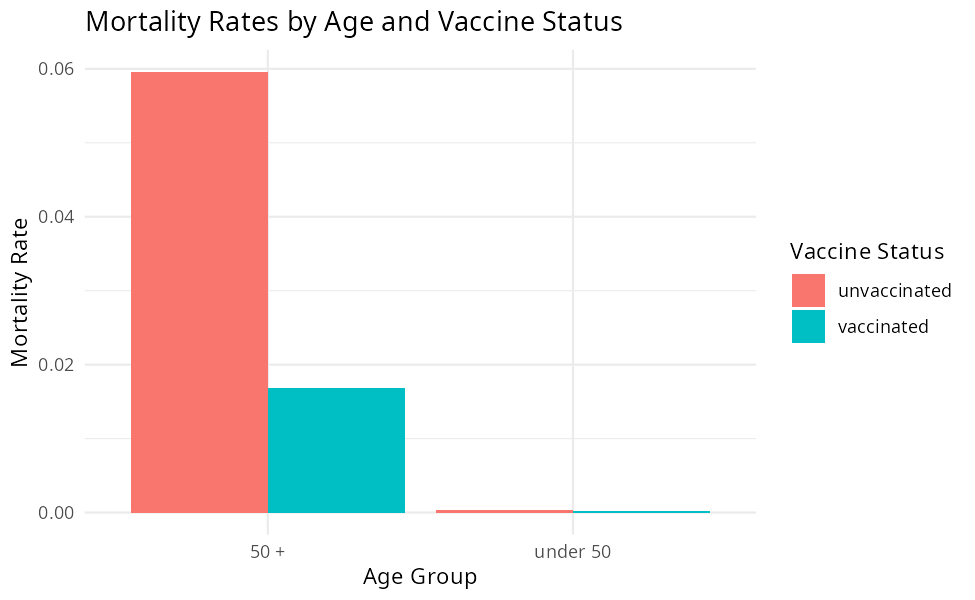 Mortality Rates by Age and Vaccine Status
0.06
0.04
0.02
0.00
Mortality Rate
50 +
under 50
Age Group
Vaccine Status
unvaccinated
vaccinated